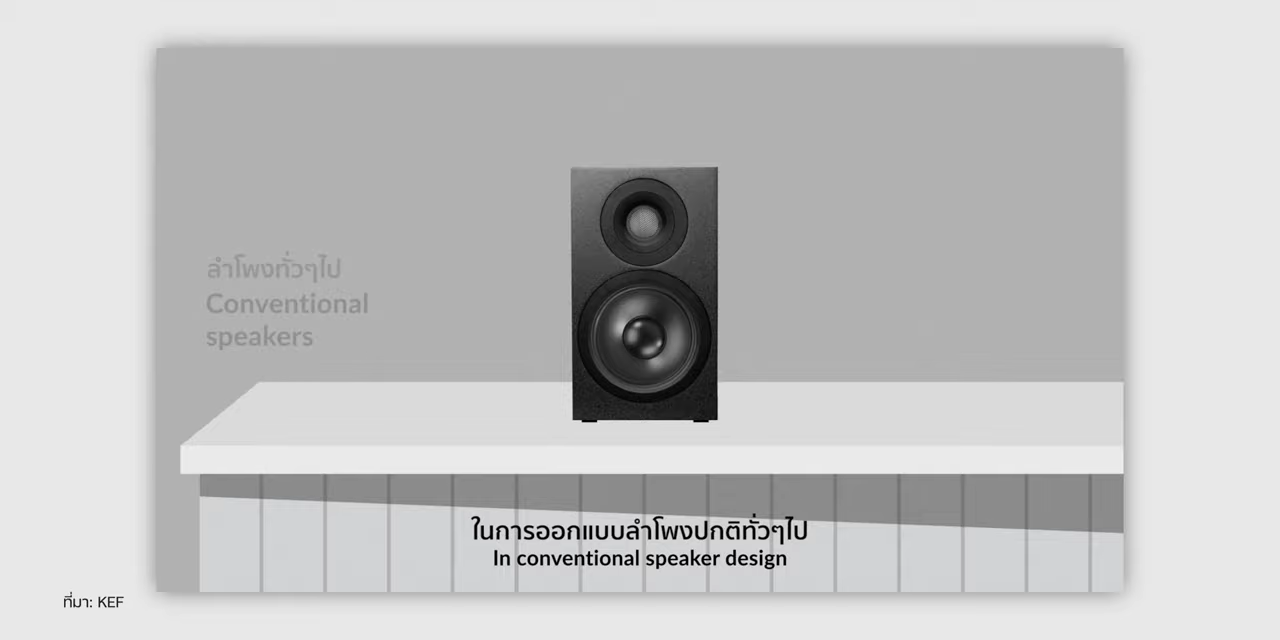 ลำโพงทั่วๆไป
Conventional
speakers
ในการออกแบบลำโพงปกติทั่วๆไป
In conventional speaker design
ที่มา: KEF